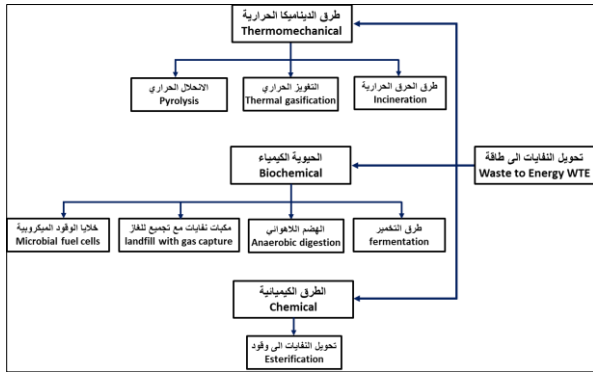 طرق الديناميكا الحرارية
Thermomechanical
طرق الحرق الحرارية
Incineration
التغويز الحراري
Thermal gasification
الانحلال الحراري
Pyrolysis
تحويل النفايات الى طاقة
Waste to Energy WTE
الحيوية الكيمياء
Biochemical
طرق التخمير
fermentation
الهضم اللاهوائي
Anaerobic digestion
مكبات نفايات مع تجميع للغاز
landfill with gas capture
خلايا الوقود الميكروبية
Microbial fuel cells
الطرق الكيميائية
Chemical
تحويل النفايات الى وقود
Esterification